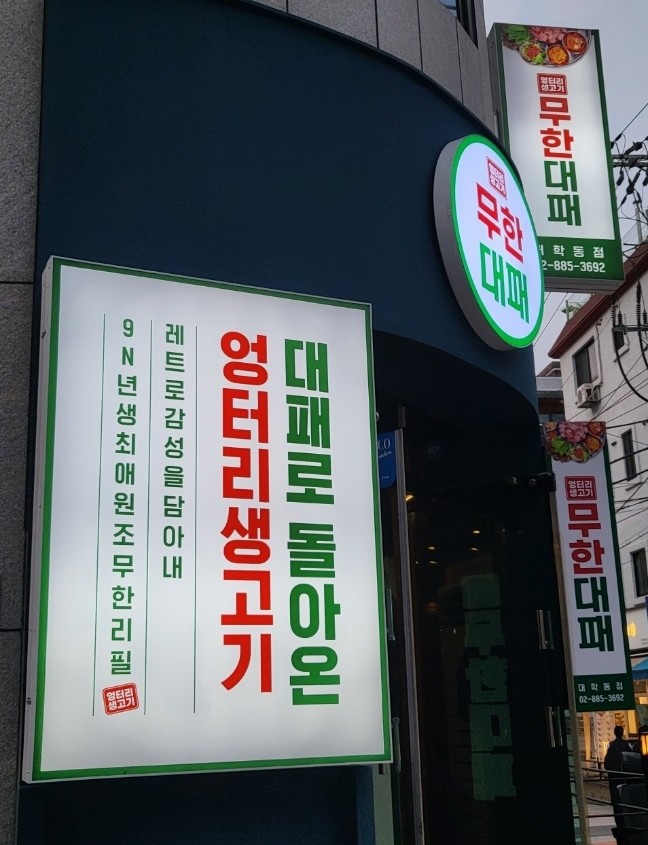 대패로 돌아온
엉터리생고기
레트로감성을담아내
9N년생최애원조무한리필
엉터리
생고기
엉터리
생고기
무한
대패
엉터리
생고기
무한대패
학동점
2-885-3692
엉터리
생고기
무한대패
대학동점
02-885-3692
CO